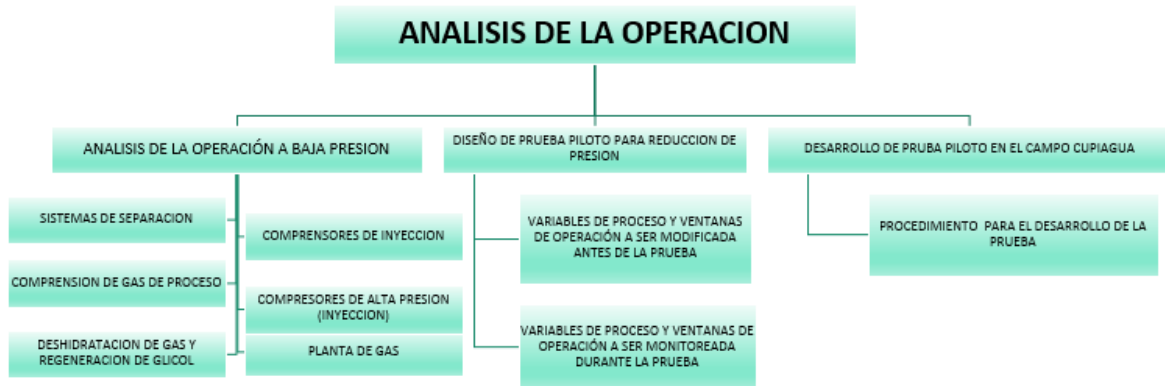 ANALISIS DE LA OPERACION
ANALISIS DE LA OPERACIÓN A BAJA PRESION
SISTEMAS DE SEPARACION
COMPRENSION DE GAS DE PROCESO
DESHIDRATACION DE GAS Y
REGENERACION DE GLICOL
COMPRENSORES DE INYECCION
COMPRESORES DE ALTA PRESION
(INYECCION)
PLANTA DE GAS
DISEÑO DE PRUEBA PILOTO PARA REDUCCION DE
PRESION
VARIABLES DE PROCESO Y VENTANAS
DE OPERACIÓN A SER MODIFICADA
ANTES DE LA PRUEBA
VARIABLES DE PROCESO Y VENTANAS DE
OPERACIÓN A SER MONITOREADA
DURANTE LA PRUEBA
DESARROLLO DE PRUBA PILOTO EN EL CAMPO CUPIAGUA
PROCEDIMIENTO PARA EL DESARROLLO DE LA
PRUEBA